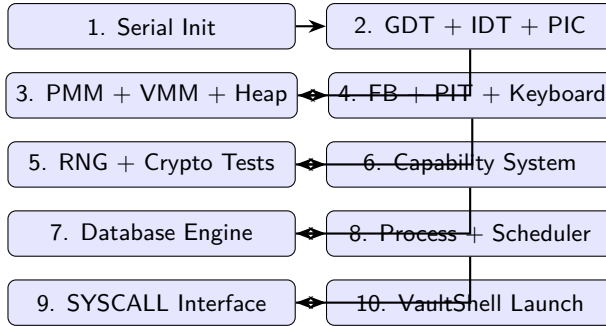 1. Serial Init
2. GDT + IDT + PIC
3. PMM + VMM + Heap
4. FB + PIT + Keyboard
5. RNG + Crypto Tests
6. Capability System
7. Database Engine
8. Process + Scheduler
9. SYSCALL Interface
10. VaultShell Launch